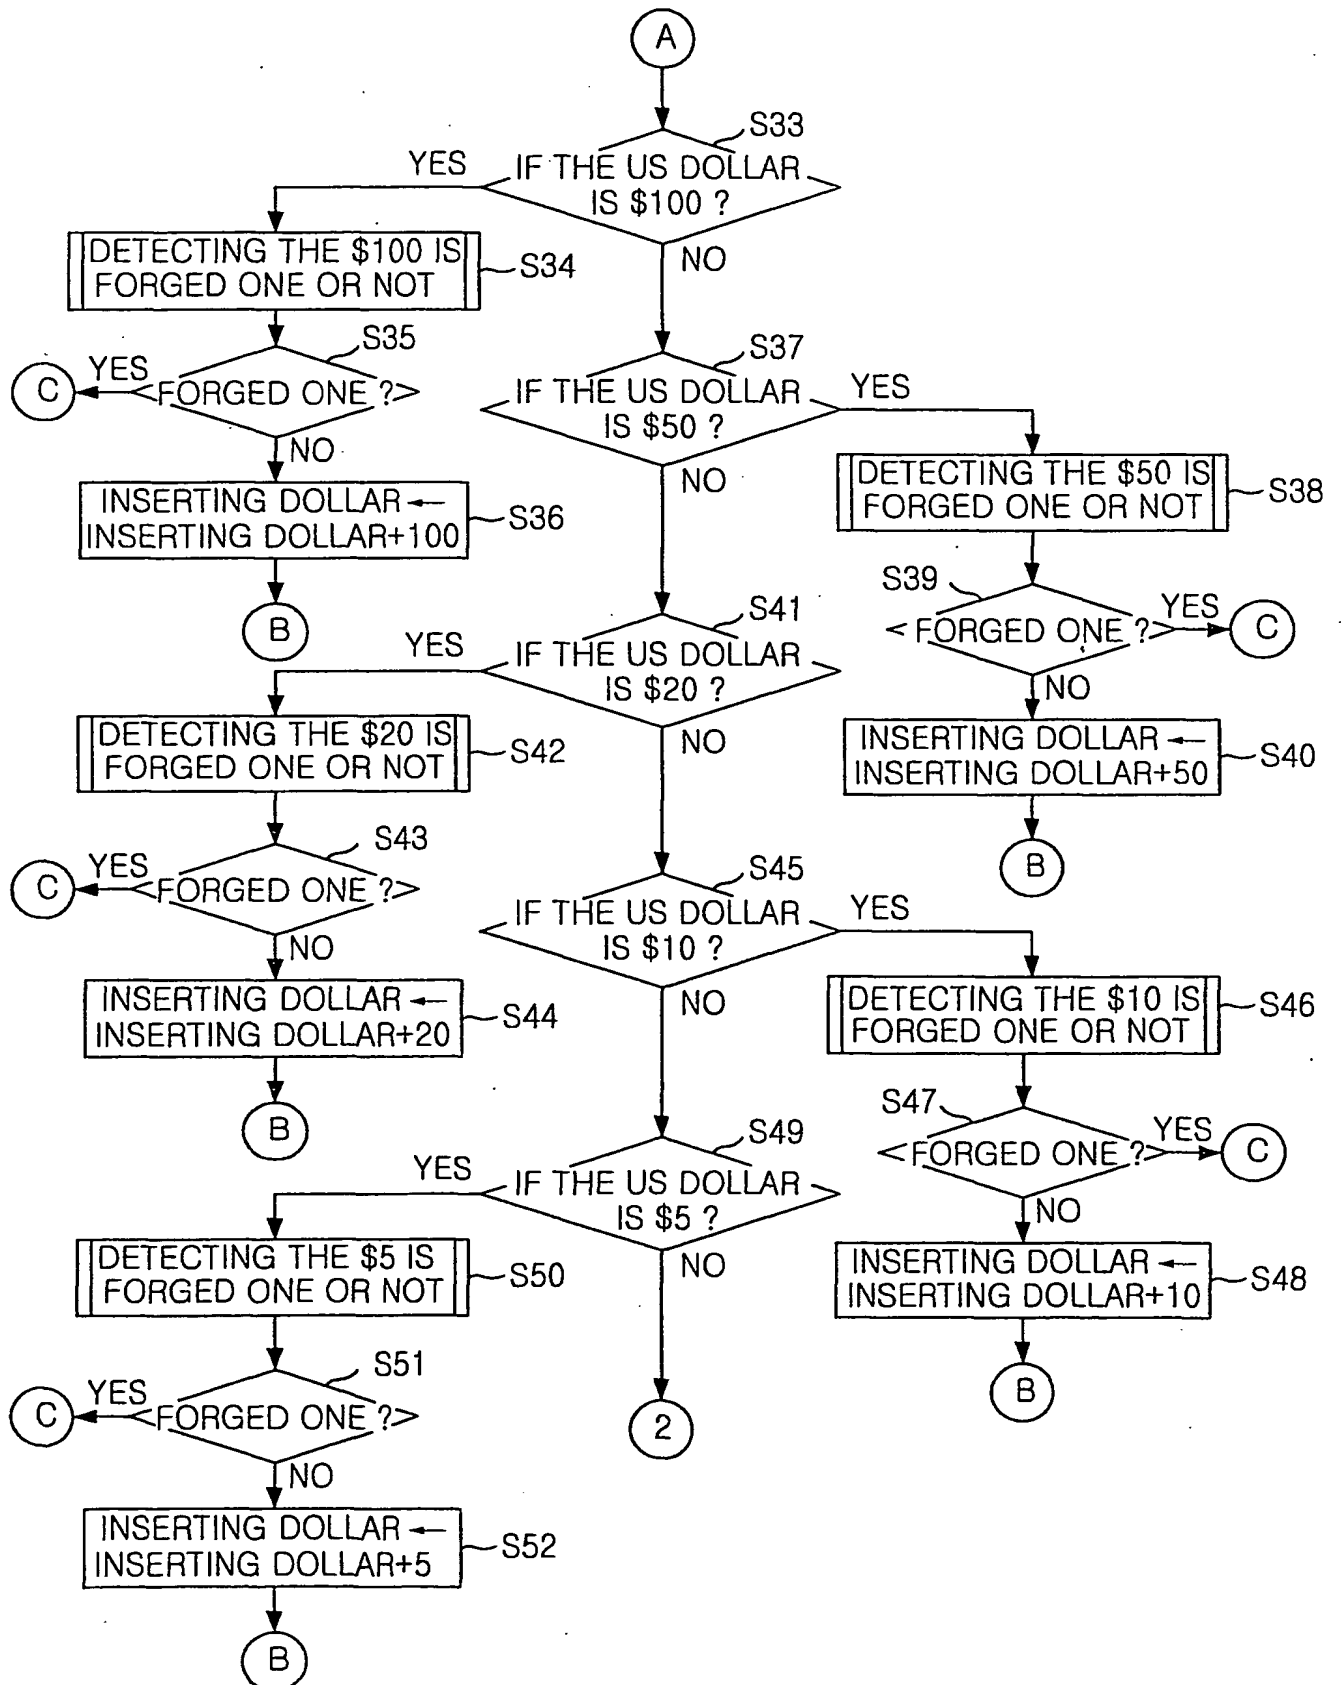 A
S33
IF THE US DOLLAR
IS $100 ?
YES
NO
DETECTING THE $100 IS
FORGED ONE OR NOT
S34
S35
FORGED ONE ?
YES
C
NO
INSERTING DOLLAR ←
INSERTING DOLLAR+100
S36
B
S37
IF THE US DOLLAR
IS $50 ?
YES
NO
DETECTING THE $50 IS
FORGED ONE OR NOT
S38
S39
FORGED ONE ?
YES
C
NO
INSERTING DOLLAR ←
INSERTING DOLLAR+50
S40
B
S41
IF THE US DOLLAR
IS $20 ?
YES
NO
DETECTING THE $20 IS
FORGED ONE OR NOT
S42
S43
FORGED ONE ?
YES
C
NO
INSERTING DOLLAR ←
INSERTING DOLLAR+20
S44
B
S45
IF THE US DOLLAR
IS $10 ?
YES
NO
DETECTING THE $10 IS
FORGED ONE OR NOT
S46
S47
FORGED ONE ?
YES
C
NO
INSERTING DOLLAR ←
INSERTING DOLLAR+10
S48
B
S49
IF THE US DOLLAR
IS $5 ?
YES
NO
2
DETECTING THE $5 IS
FORGED ONE OR NOT
S50
S51
FORGED ONE ?
YES
C
NO
INSERTING DOLLAR ←
INSERTING DOLLAR+5
S52
B